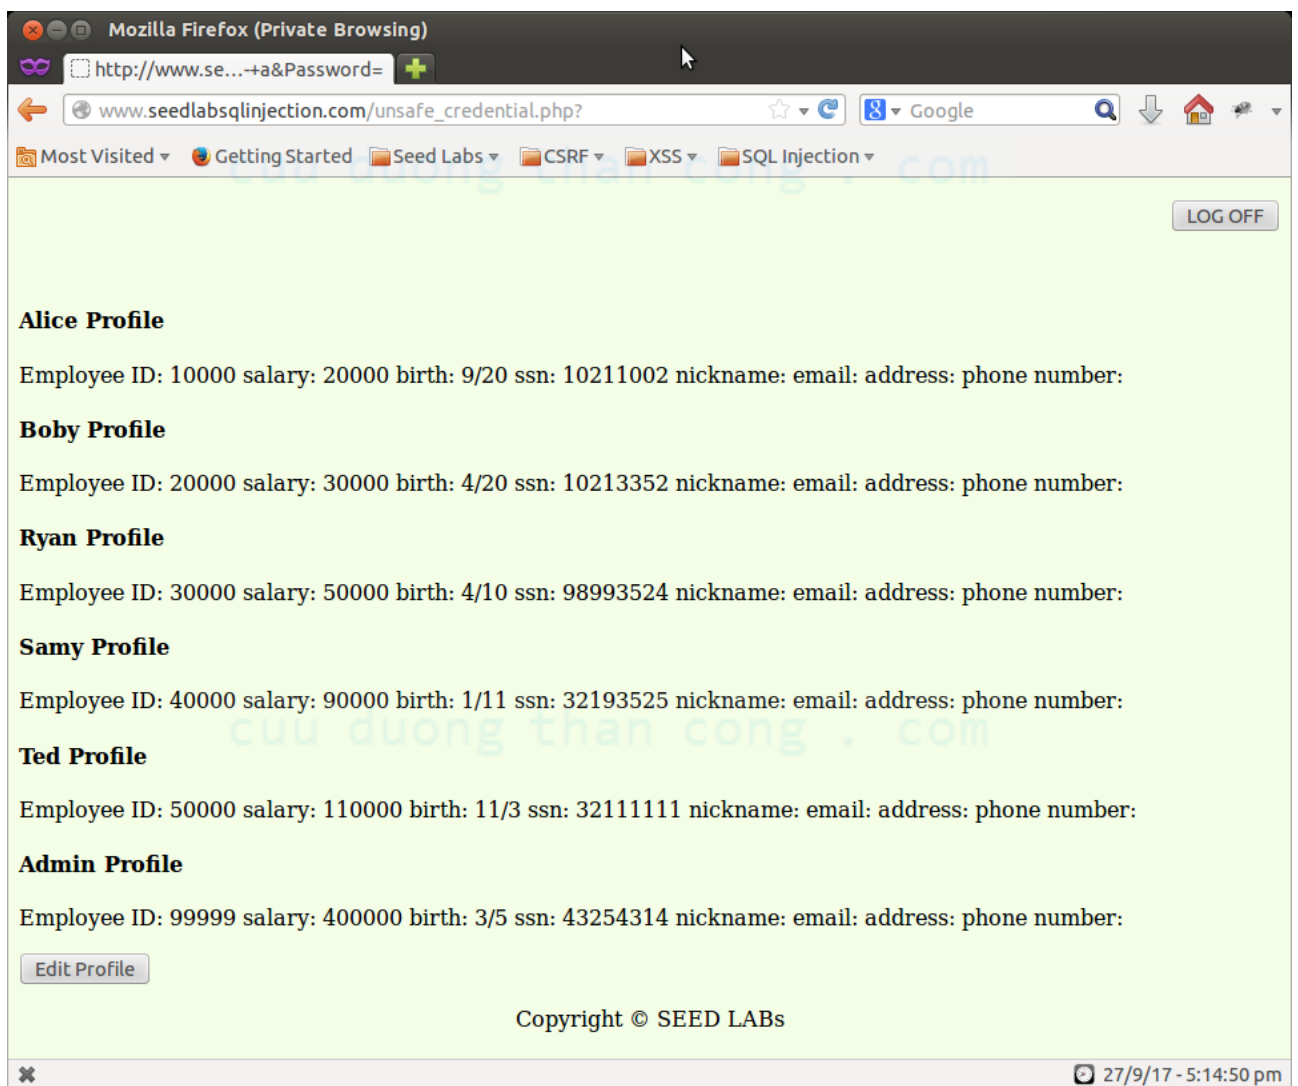 Mozilla Firefox (Private Browsing)
http://www.se...-+a&Password=
www.seedlabsqlinjection.com/unsafe_credential.php?
Google
Most Visited Getting Started Seed Labs CSRF XSS SQL Injection
cuu duong than cong . com
LOG OFF
Alice Profile
Employee ID: 10000 salary: 20000 birth: 9/20 ssn: 10211002 nickname: email: address: phone number:
Boby Profile
Employee ID: 20000 salary: 30000 birth: 4/20 ssn: 10213352 nickname: email: address: phone number:
Ryan Profile
Employee ID: 30000 salary: 50000 birth: 4/10 ssn: 98993524 nickname: email: address: phone number:
Samy Profile
Employee ID: 40000 salary: 90000 birth: 1/11 ssn: 32193525 nickname: email: address: phone number:
cuu duong than cong . com
Ted Profile
Employee ID: 50000 salary: 110000 birth: 11/3 ssn: 32111111 nickname: email: address: phone number:
Admin Profile
Employee ID: 99999 salary: 400000 birth: 3/5 ssn: 43254314 nickname: email: address: phone number:
Edit Profile
Copyright © SEED LABs
27/9/17 - 5:14:50 pm